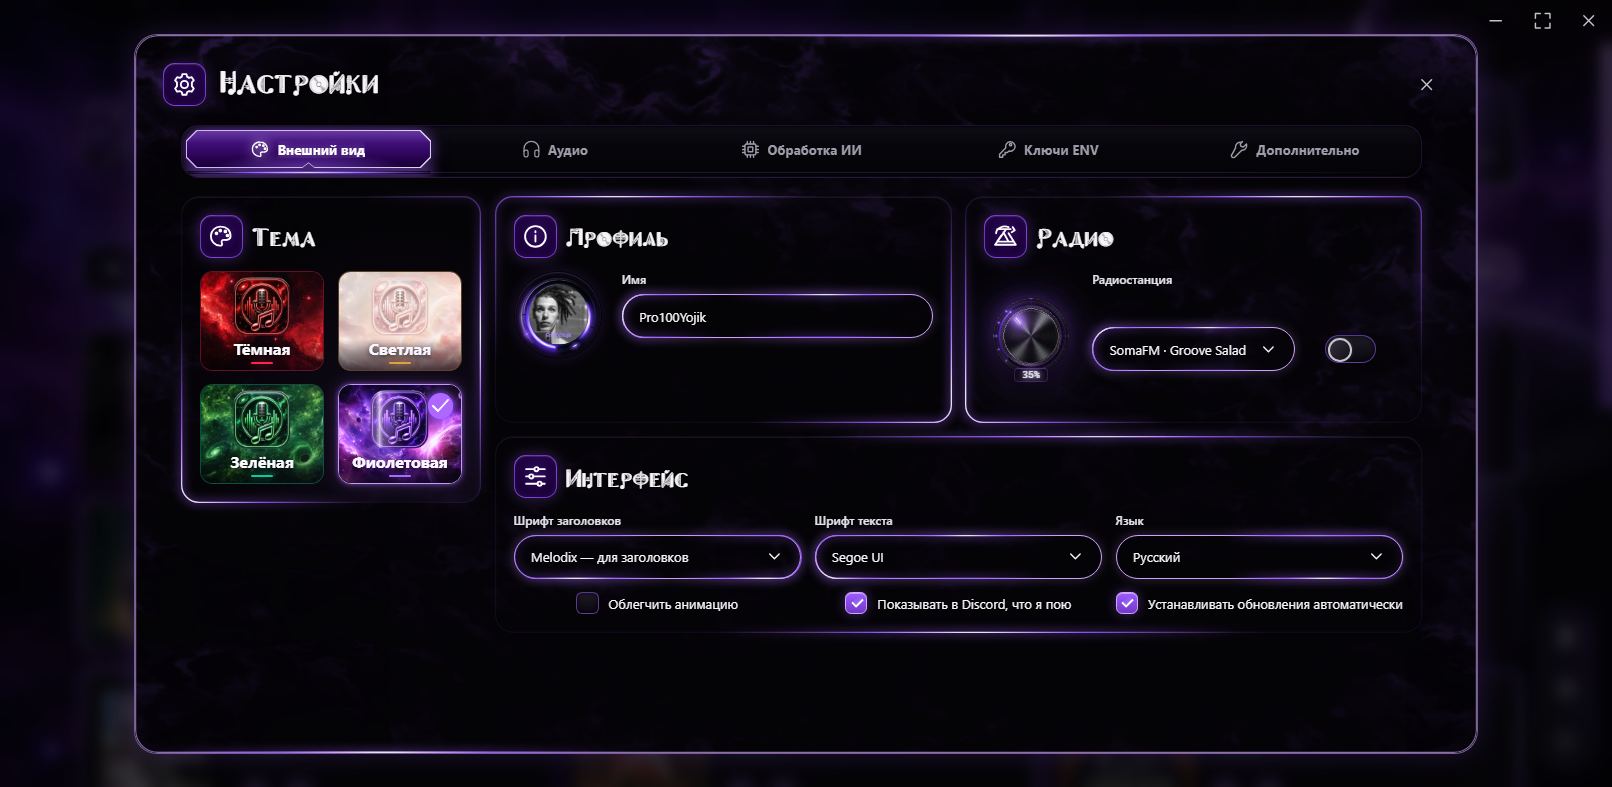 Настройки
Внешний вид
Аудио
Обработка ИИ
Ключи ENV
Дополнительно
Тема
Тёмная
Светлая
Зелёная
Фиолетовая
Профиль
Имя
Pro100Yojik
Радио
Радиостанция
SomaFM · Groove Salad
35%
Интерфейс
Шрифт заголовков
Шрифт текста
Язык
Melodix — для заголовков
Segoe UI
Русский
Облегчить анимацию
Показывать в Discord, что я пою
Устанавливать обновления автоматически